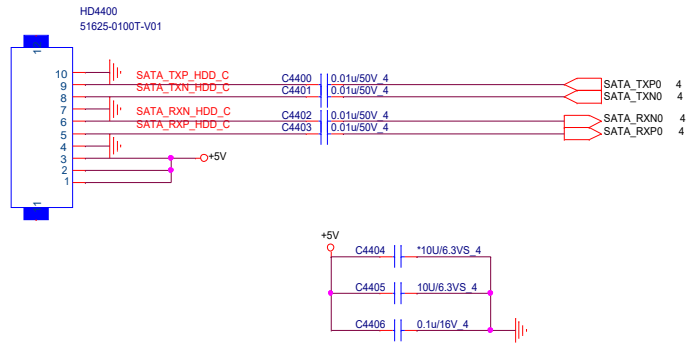 HD4400
51625-0100T-V01
10
9
8
7
6
5
4
3
2
1
SATA_TXP_HDD_C C4400 0.01u/50V_4 SATA_TXP0 4
SATA_TXN_HDD_C C4401 0.01u/50V_4 SATA_TXN0 4
SATA_RXN_HDD_C C4402 0.01u/50V_4 SATA_RXN0 4
SATA_RXP_HDD_C C4403 0.01u/50V_4 SATA_RXP0 4
+5V
+5V
C4404 *10U/6.3VS_4
C4405 10U/6.3VS_4
C4406 0.1u/16V_4